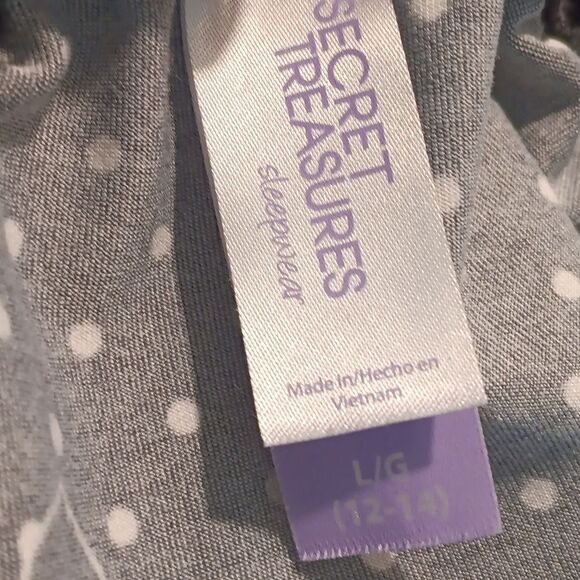 SECRET
TREASURES
sleepwear
Made In/Hecho en
Vietnam
L/G
(12-14)